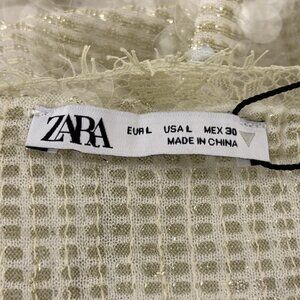 ZARA EUR L USA L MEX 30
MADE IN CHINA